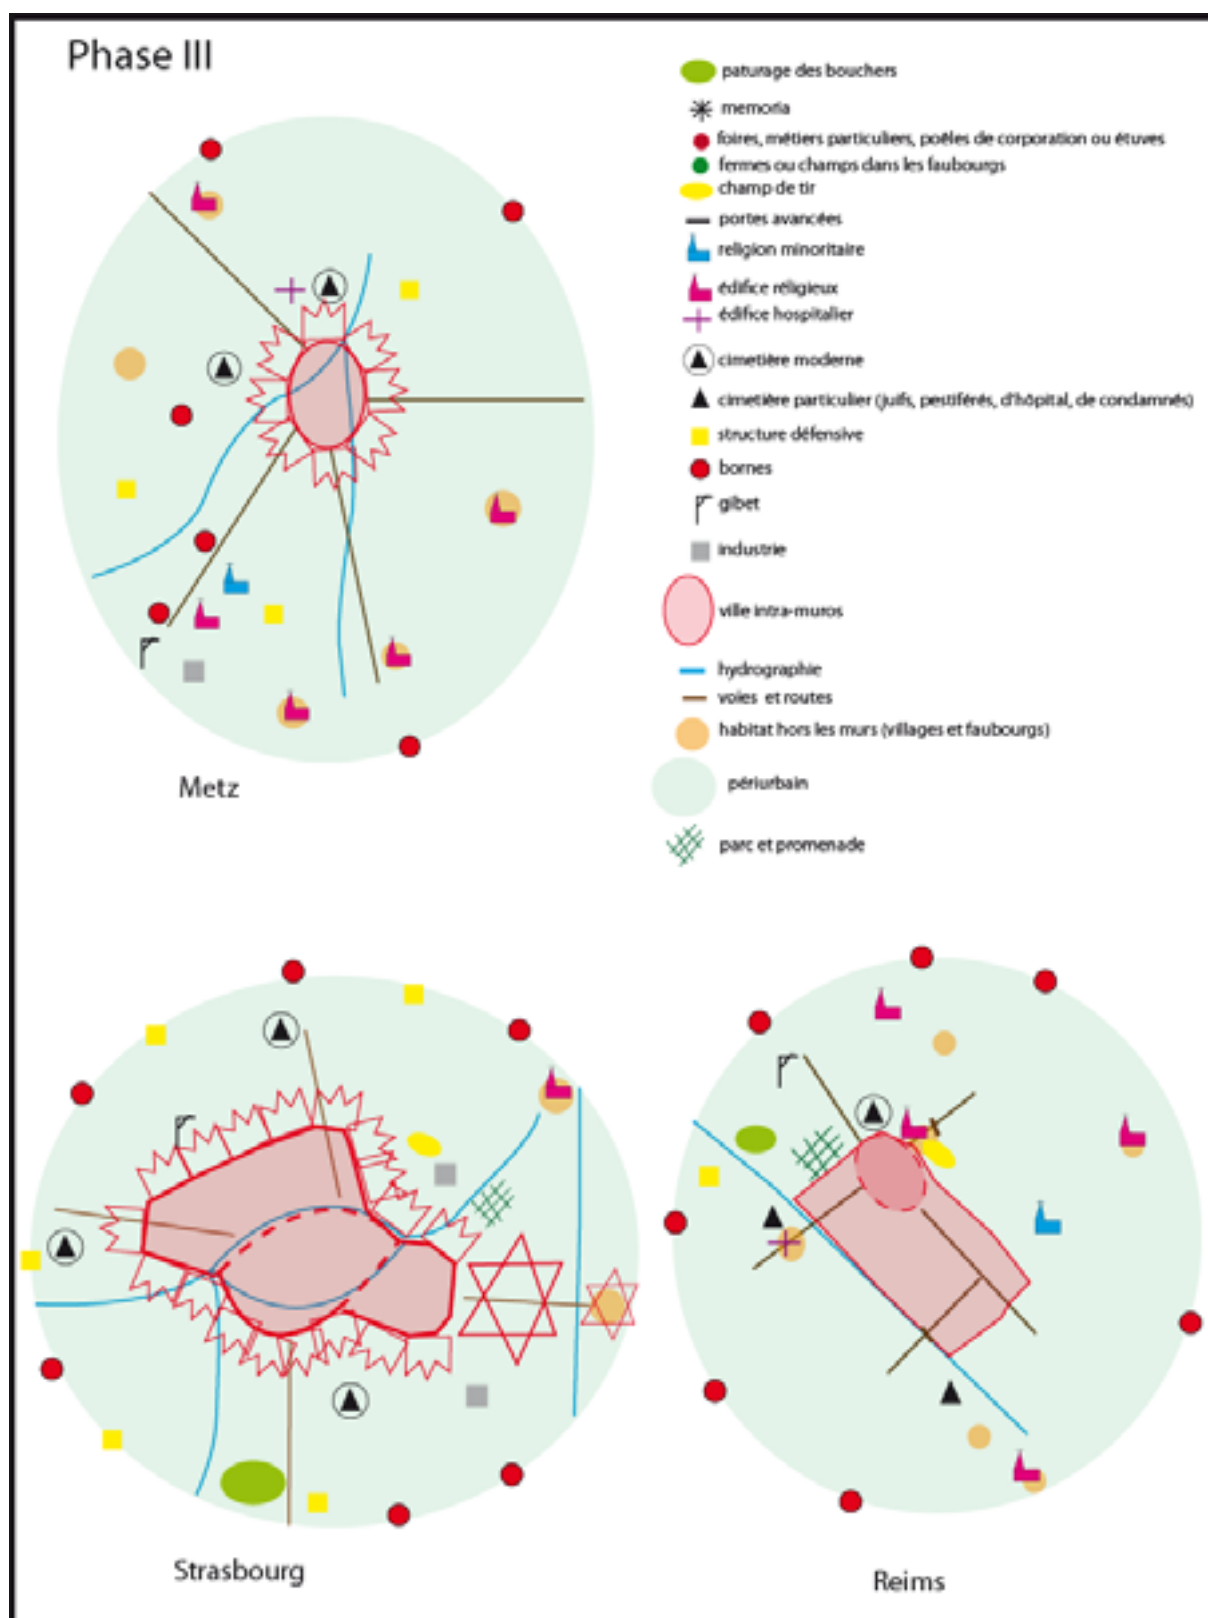 Phase III
paturage des bouchers
memoria
foires, métiers particuliers, poêles de corporation ou étuves
fermes ou champs dans les faubourgs
champ de tir
portes avancées
religion minoritaire
édifice réligieux
édifice hospitalier
cimetière moderne
cimetière particulier (juifs, pestiférés, d'hôpital, de condamnés)
structure défensive
bornes
gibet
industrie
ville intra-muros
hydrographie
voies et routes
habitat hors les murs (villages et faubourgs)
périurbain
parc et promenade
Metz
Strasbourg
Reims